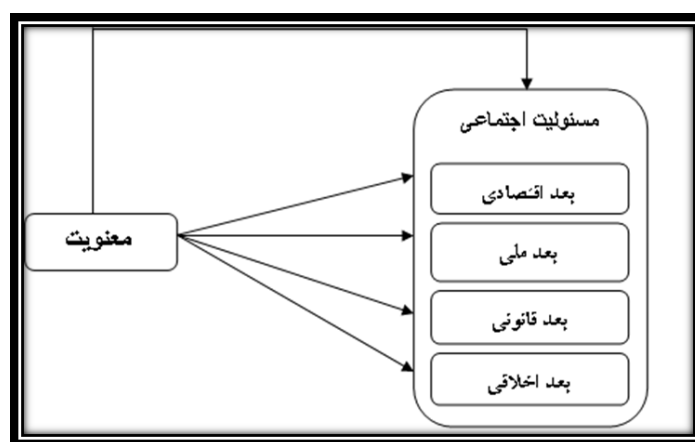 مسئولیت اجتماعی
بعد اقتصادی
معنویت
بعد ملی
بعد قانونی
بعد اخلاقی